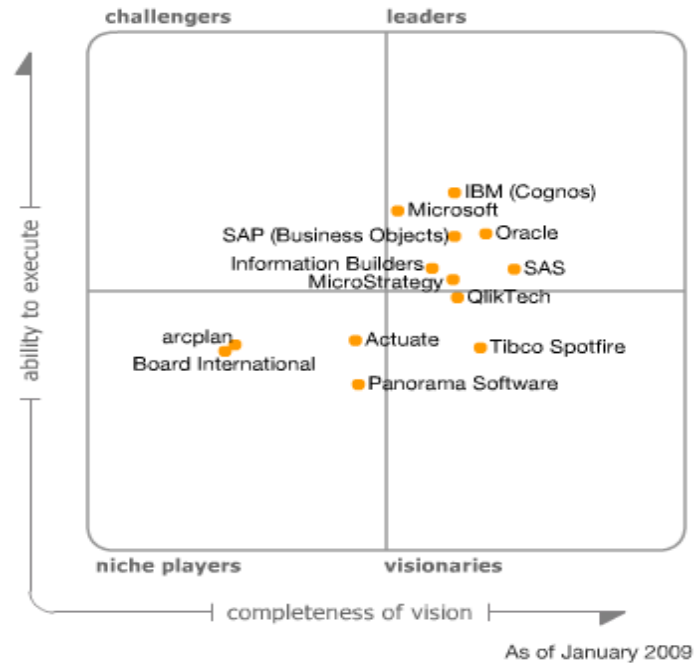 challengers
leaders
ability to execute
IBM (Cognos)
Microsoft
SAP (Business Objects)
Oracle
Information Builders
SAS
MicroStrategy
QlikTech
arcplan
Actuate
Tibco Spotfire
Board International
Panorama Software
niche players
visionaries
completeness of vision
As of January 2009